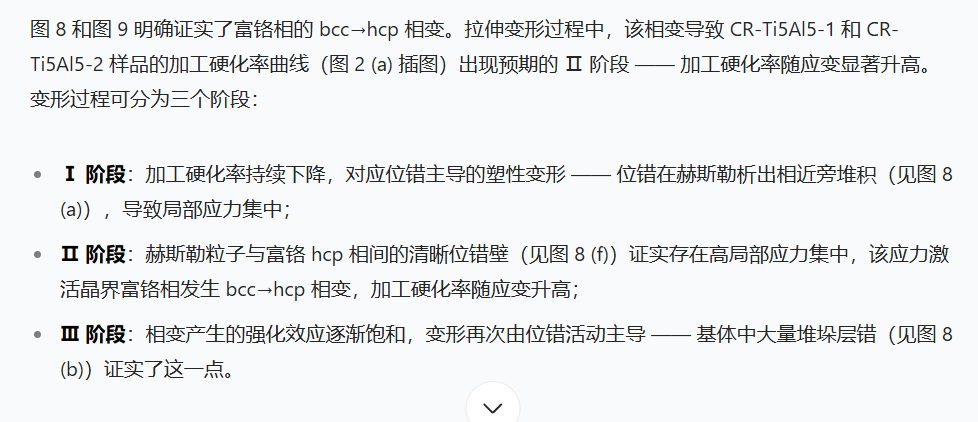 图 8 和图 9 明确证实了富铬相的 bcc→hcp 相变。拉伸变形过程中，该相变导致 CR-Ti5Al5-1 和 CR-
Ti5Al5-2 样品的加工硬化率曲线（图 2 (a) 插图）出现预期的 Ⅱ 阶段 —— 加工硬化率随应变显著升高。
变形过程可分为三个阶段：
• Ⅰ 阶段：加工硬化率持续下降，对应位错主导的塑性变形 —— 位错在赫斯勒析出相近旁堆积（见图 8
(a)），导致局部应力集中；
• Ⅱ 阶段：赫斯勒粒子与富铬 hcp 相间的清晰位错壁（见图 8 (f)）证实存在高局部应力集中，该应力激
活晶界富铬相发生 bcc→hcp 相变，加工硬化率随应变升高；
• Ⅲ 阶段：相变产生的强化效应逐渐饱和，变形再次由位错活动主导 —— 基体中大量堆垛层错（见图 8
(b)）证实了这一点。